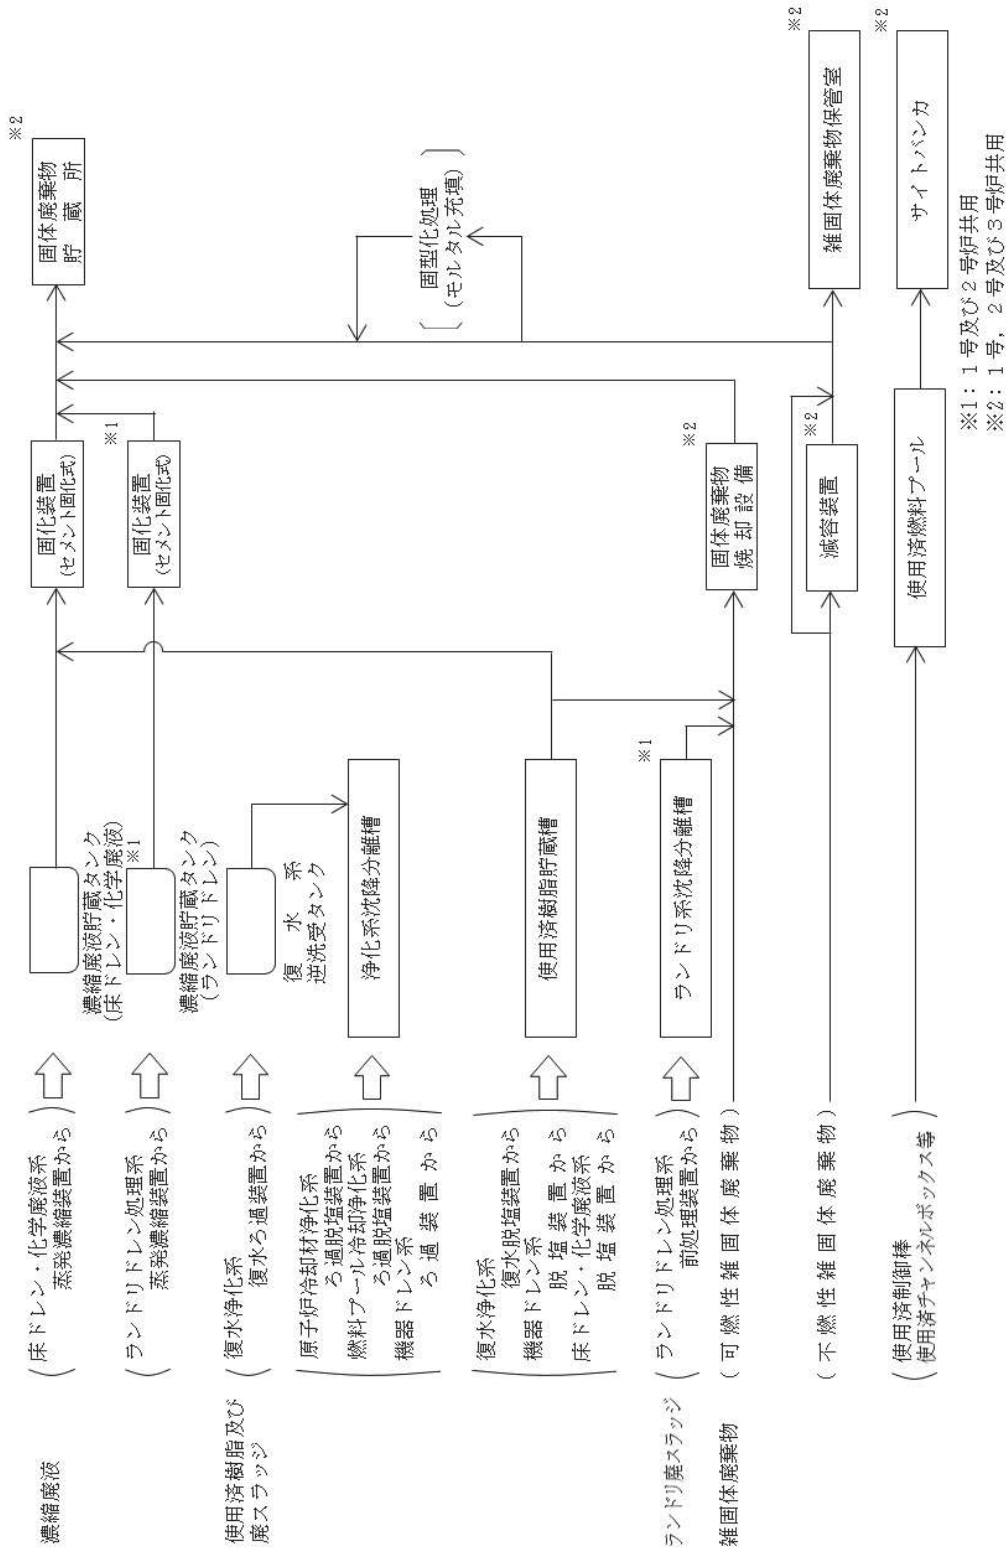 濃縮廃液
(床ドレン・化学廃液系
蒸発濃縮装置から)
濃縮廃液貯蔵タンク
(床ドレン・化学廃液)
固化装置
(セメント固化式)
固体廃棄物
貯蔵所
※2
(ランドリドレン処理系
蒸発濃縮装置から)
※1
濃縮廃液貯蔵タンク
(ランドリドレン)
固化装置
(セメント固化式)
※1
使用済樹脂及び
廃スラッジ
(復水浄化系
復水ろ過装置から)
復水系
逆洗受タンク
(原子炉冷却材浄化系
ろ過脱塩装置から
燃料プール冷却浄化系
ろ過脱塩装置から
機器ドレン系
ろ過装置から)
浄化系沈降分離槽
固型化処理
(モルタル充填)
(復水浄化系
復水脱塩装置から
機器ドレン系
脱塩装置から
床ドレン・化学廃液系
脱塩装置から)
使用済樹脂貯蔵槽
ランドリ廃スラッジ
(ランドリドレン処理系
前処理装置から)
ランドリ系沈降分離槽
※1
雑固体廃棄物
(可燃性雑固体廃棄物)
固体廃棄物
焼却設備
※2
(不燃性雑固体廃棄物)
減容装置
※2
雑固体廃棄物保管室
※2
(使用済制御棒
使用済チャンネルボックス等)
使用済燃料プール
サイトバンカ
※2
※1：1号及び2号炉共用
※2：1号，2号及び3号炉共用